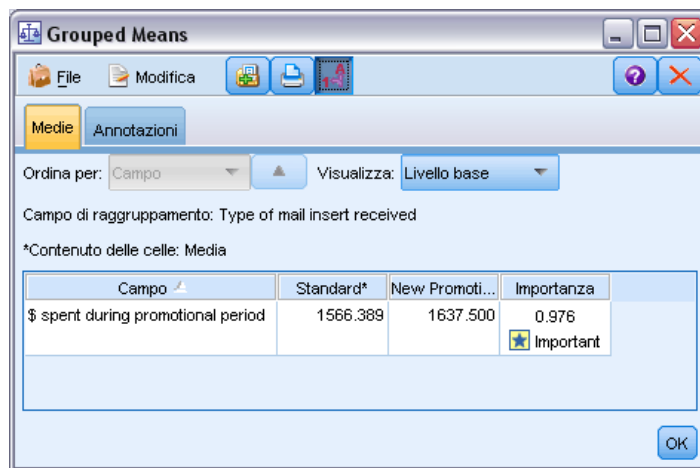 Grouped Means
File Modifica
Medie Annotazioni
Ordina per: Campo Visualizza: Livello base
Campo di raggruppamento: Type of mail insert received
*Contenuto delle celle: Media
Campo Standard* New Promoti... Importanza
$ spent during promotional period 1566.389 1637.500 0.976
Important
OK